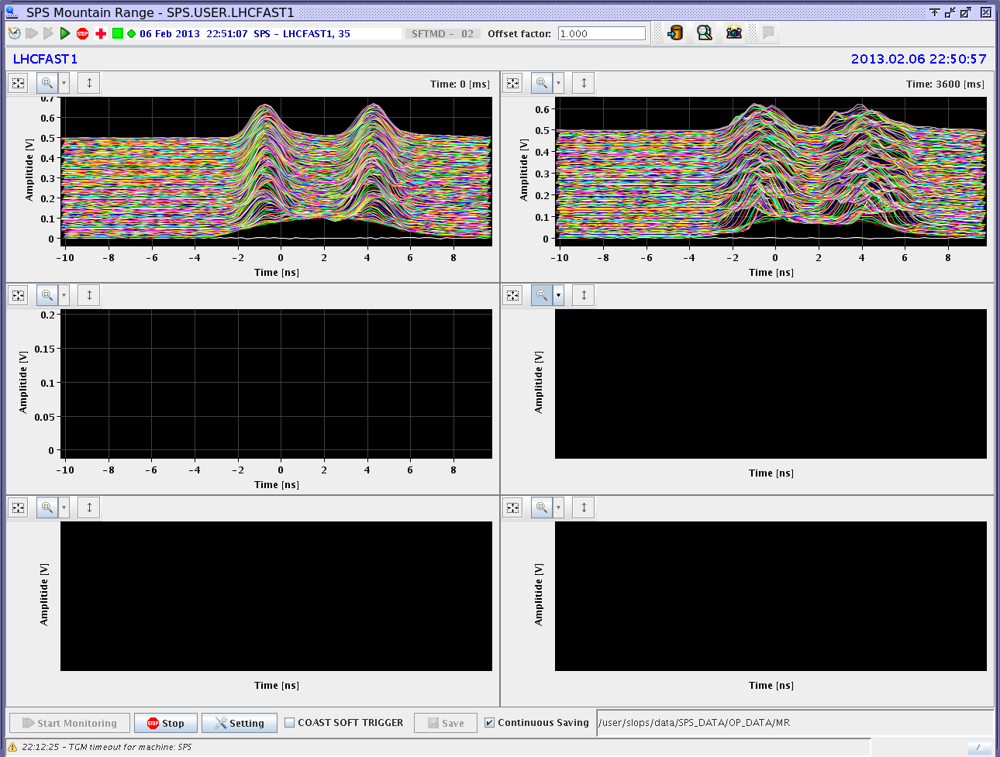 SPS Mountain Range - SPS.USER.LHCFAST1
STOP 06 Feb 2013 22:51:07 SPS - LHCFAST1, 35 SFTMD - 02 Offset factor: 1.000
LHCFAST1 2013.02.06 22:50:57
Time: 0 [ms]
0.7
0.6
0.5
0.4
0.3
0.2
0.1
0
Amplitide [V]
-10 -8 -6 -4 -2 0 2 4 6 8
Time [ns]
Time: 3600 [ms]
0.6
0.5
0.4
0.3
0.2
0.1
0
Amplitide [V]
-10 -8 -6 -4 -2 0 2 4 6 8
Time [ns]
0.2
0.15
0.1
0.05
0
Amplitide [V]
-10 -8 -6 -4 -2 0 2 4 6 8
Time [ns]
Amplitide [V]
Time [ns]
Amplitide [V]
Time [ns]
Amplitide [V]
Time [ns]
Start Monitoring STOP Stop Setting COAST SOFT TRIGGER Save Continuous Saving /user/slops/data/SPS_DATA/OP_DATA/MR
22:12:25 - TGM timeout for machine: SPS